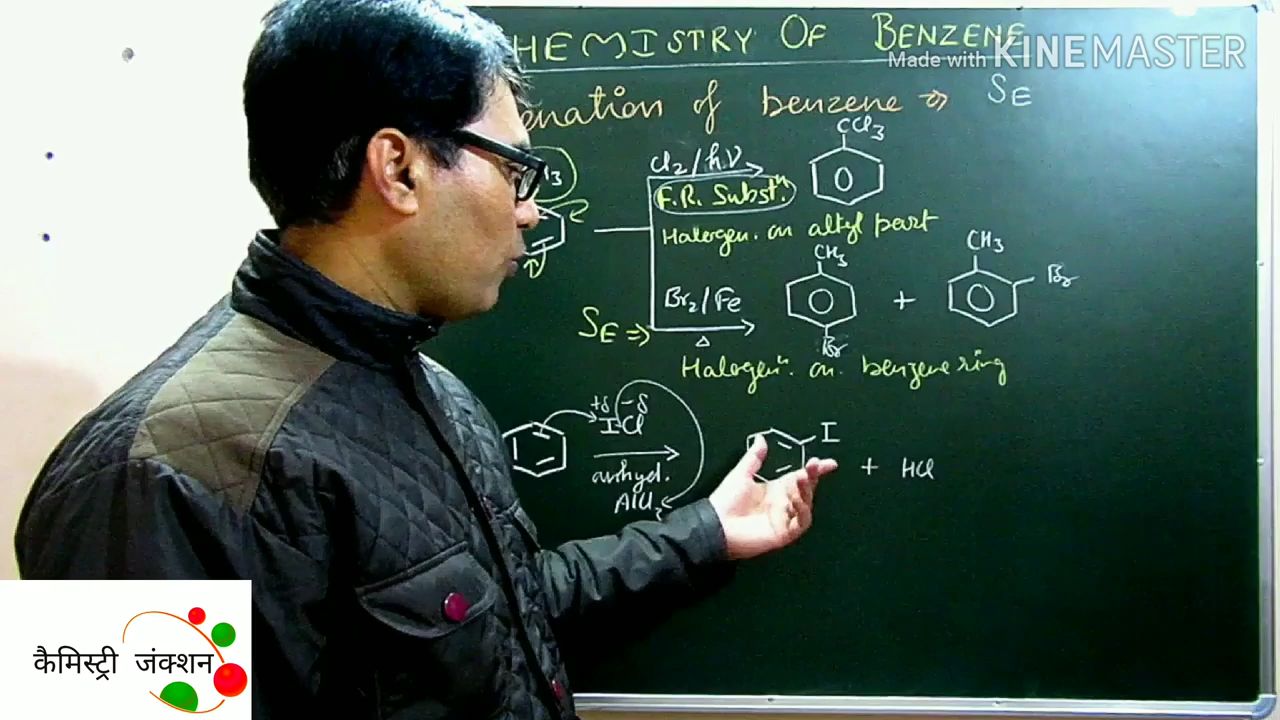 HEMISTRY OF BENZENE
Made with KINEMASTER
enation of benzene ⇒ SE
CCl3
Cl2/hν
F.R. Substn.
Halogen. on alkyl part
CH3
CH3
Br
Br2/Fe
+
SE ⇒
Δ
Br
Halogenn. on. benzene ring
+δ -δ
ICl
I
anhyd.
+ HCl
AlCl3
कैमिस्ट्री जंक्शन